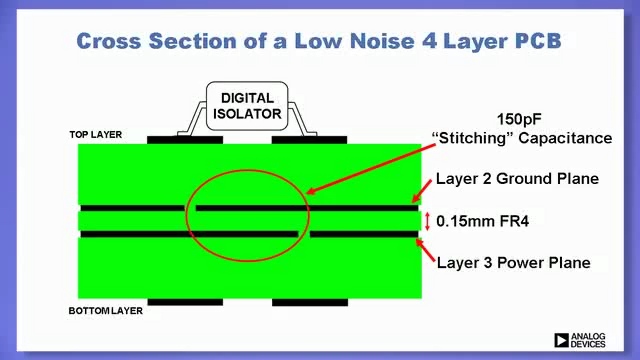 Cross Section of a Low Noise 4 Layer PCB
DIGITAL
ISOLATOR
TOP LAYER
150pF
“Stitching” Capacitance
Layer 2 Ground Plane
0.15mm FR4
Layer 3 Power Plane
BOTTOM LAYER
ANALOG
DEVICES